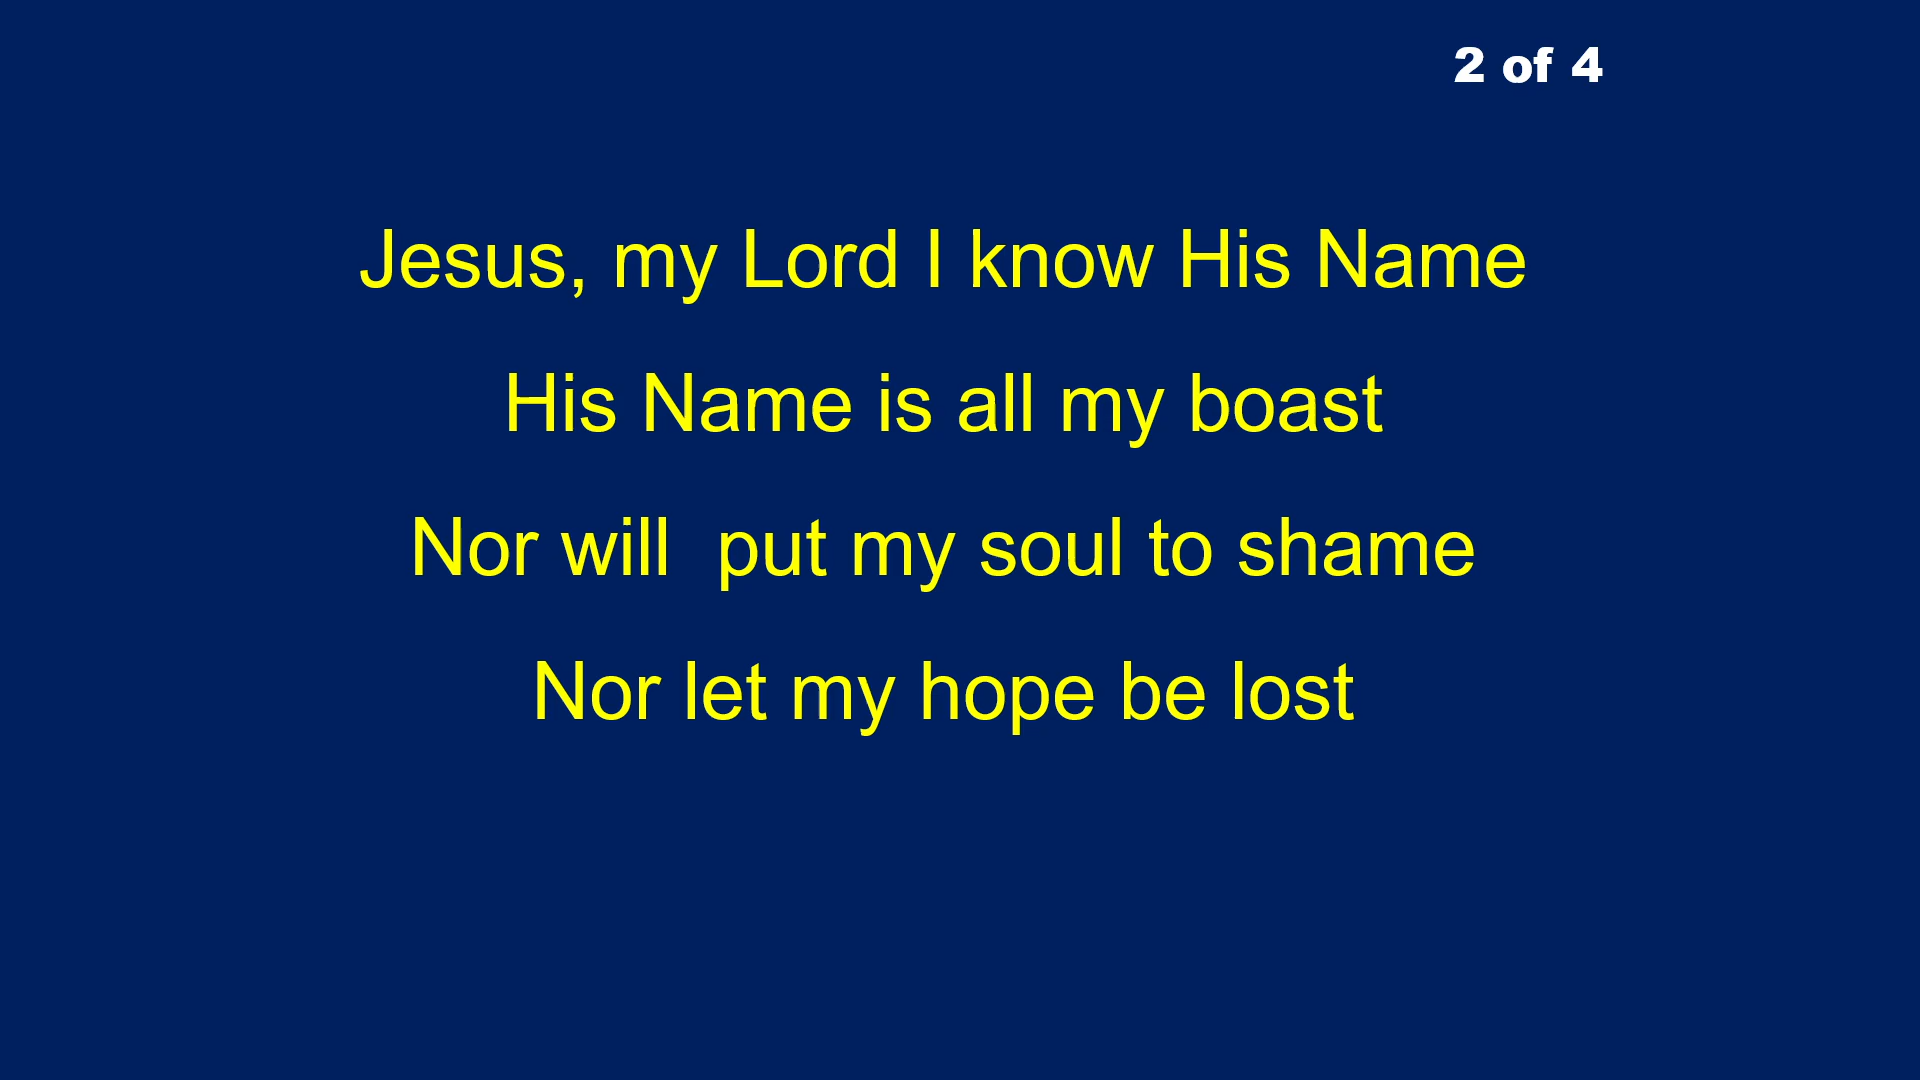 2 of 4
Jesus, my Lord I know His Name
His Name is all my boast
Nor will  put my soul to shame
Nor let my hope be lost